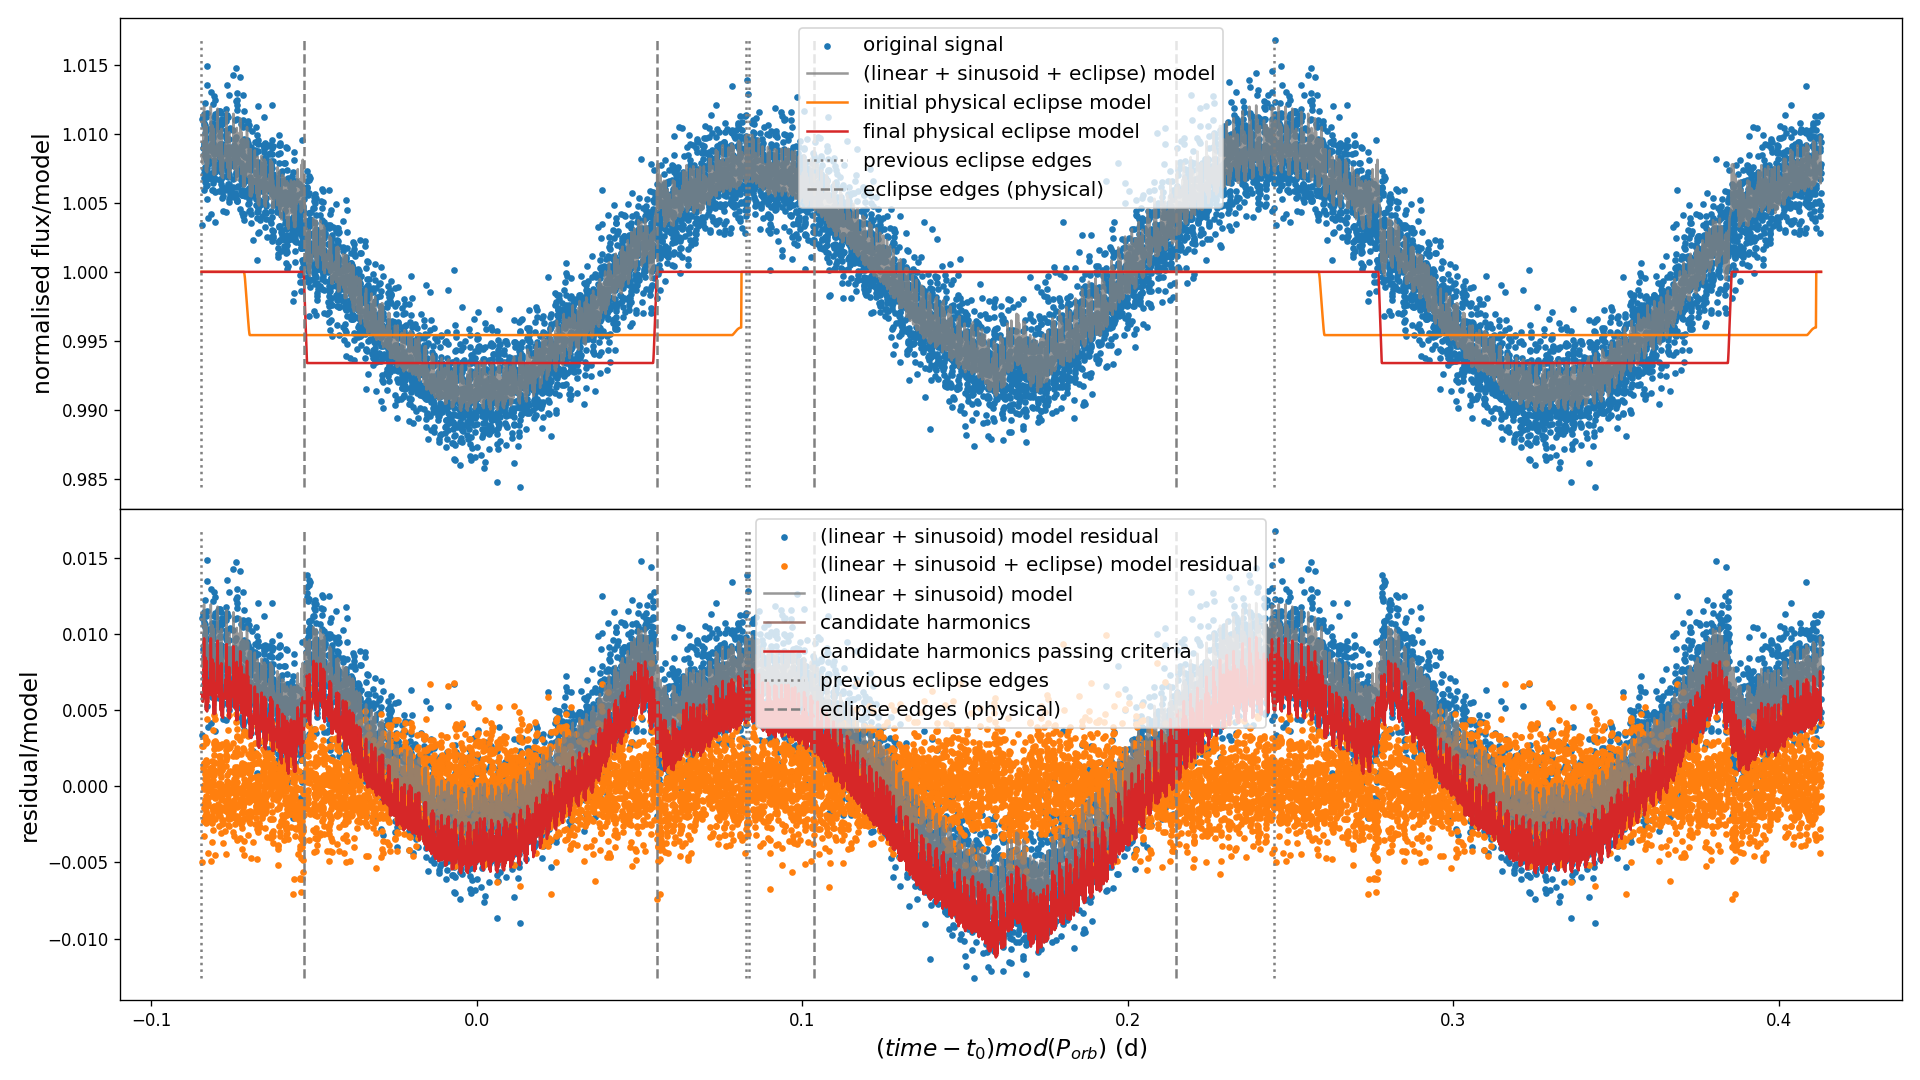 normalised flux/model
1.015
1.010
1.005
1.000
0.995
0.990
0.985
original signal
(linear + sinusoid + eclipse) model
initial physical eclipse model
final physical eclipse model
previous eclipse edges
eclipse edges (physical)
residual/model
0.015
0.010
0.005
0.000
−0.005
−0.010
(linear + sinusoid) model residual
(linear + sinusoid + eclipse) model residual
(linear + sinusoid) model
candidate harmonics
candidate harmonics passing criteria
previous eclipse edges
eclipse edges (physical)
−0.1 0.0 0.1 0.2 0.3 0.4
(time − t₀)mod(P_{orb}) (d)